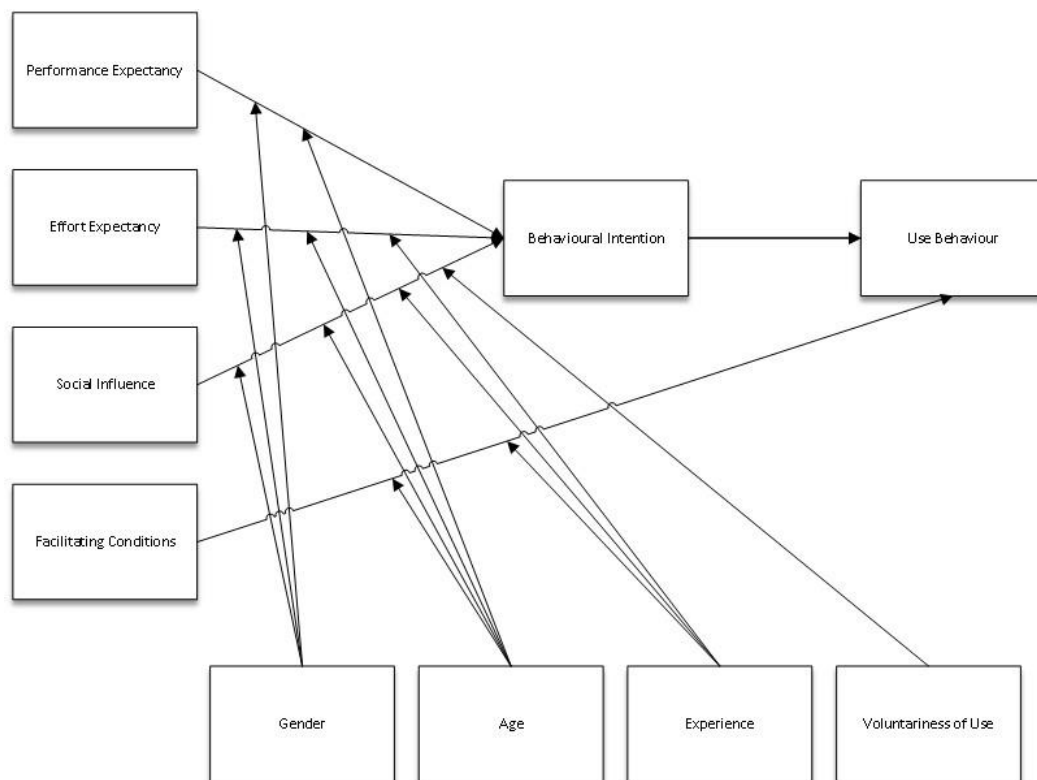 Performance Expectancy
Effort Expectancy
Behavioural Intention
Use Behaviour
Social Influence
Facilitating Conditions
Gender
Age
Experience
Voluntariness of Use